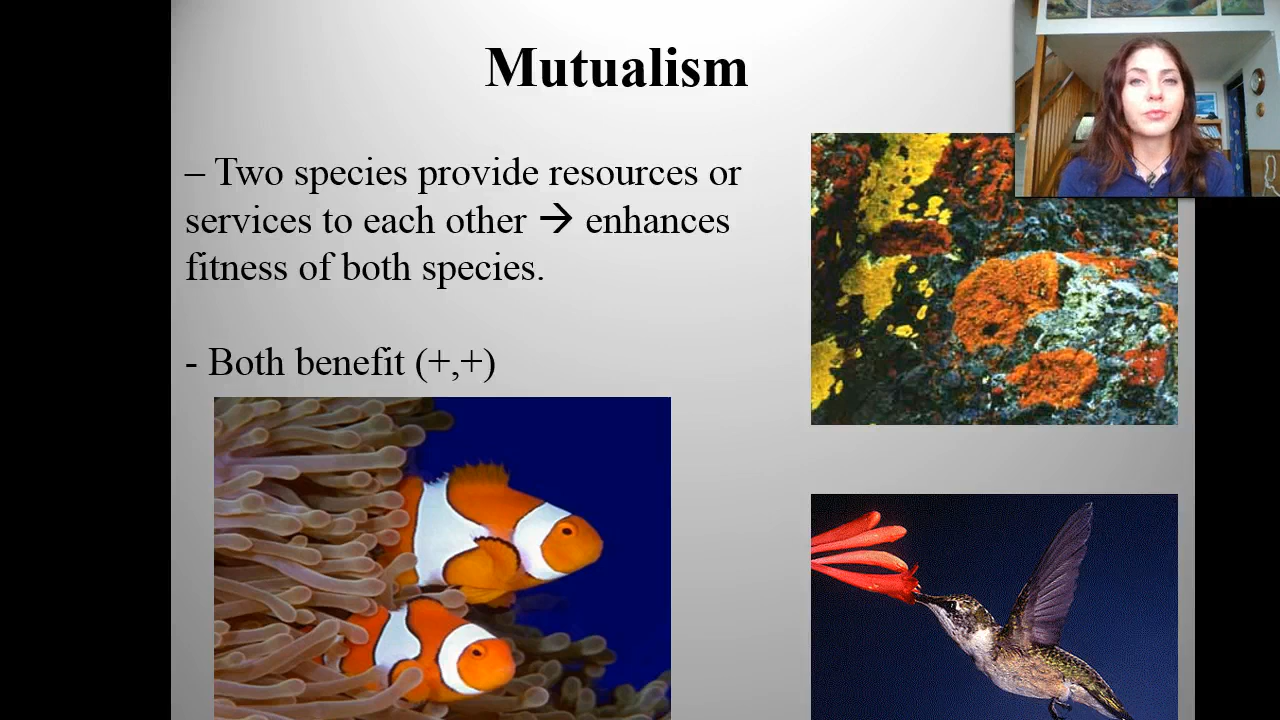 Mutualism
– Two species provide resources or
services to each other → enhances
fitness of both species.
- Both benefit (+,+)